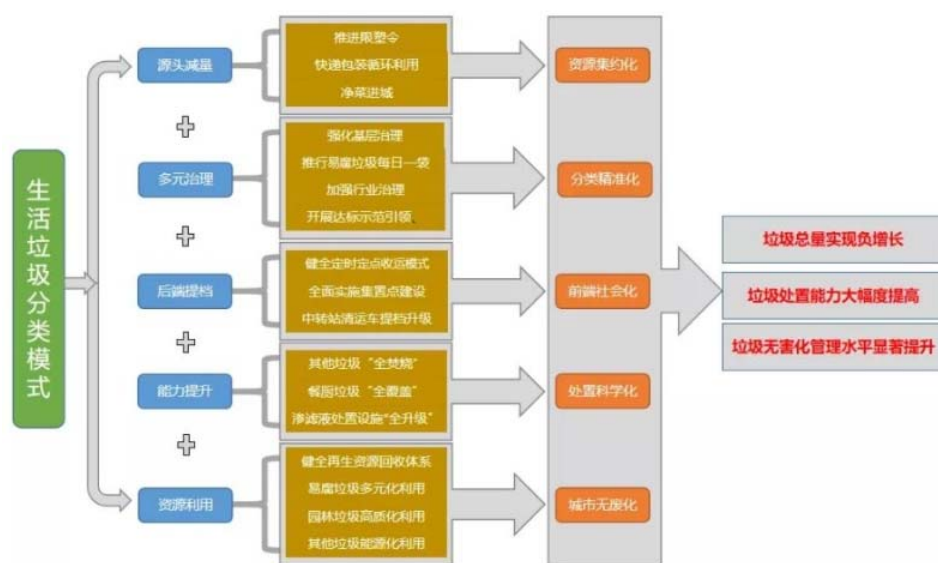 生活垃圾分类模式
源头减量
推进限塑令
快递包装循环利用
净菜进城
资源集约化
多元治理
强化基层治理
推行易腐垃圾每日一袋
加强行业治理
开展达标示范引领
分类精准化
后端提档
健全定时定点收运模式
全面实施集置点建设
中转站清运车提档升级
前端社会化
能力提升
其他垃圾“全焚烧”
餐厨垃圾“全覆盖”
渗滤液处置设施“全升级”
处置科学化
资源利用
健全再生资源回收体系
易腐垃圾多元化利用
园林垃圾高质化利用
其他垃圾能源化利用
城市无废化
垃圾总量实现负增长
垃圾处置能力大幅度提高
垃圾无害化管理水平显著提升